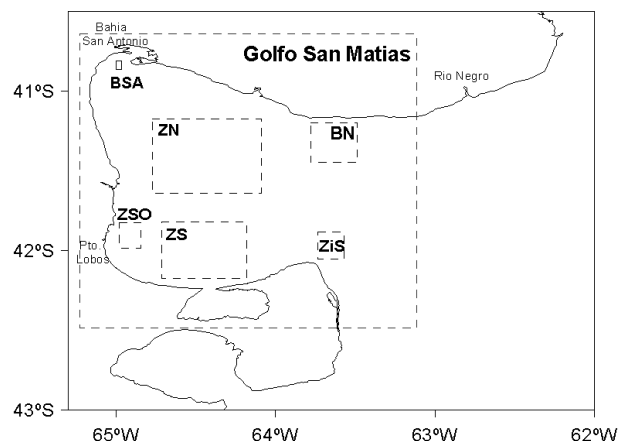 Bahia
San Antonio
Golfo San Matias
41ºS
BSA
Rio Negro
ZN
BN
ZSO
ZS
ZiS
Pto.
Lobos
42ºS
43ºS
65ºW
64ºW
63ºW
62ºW